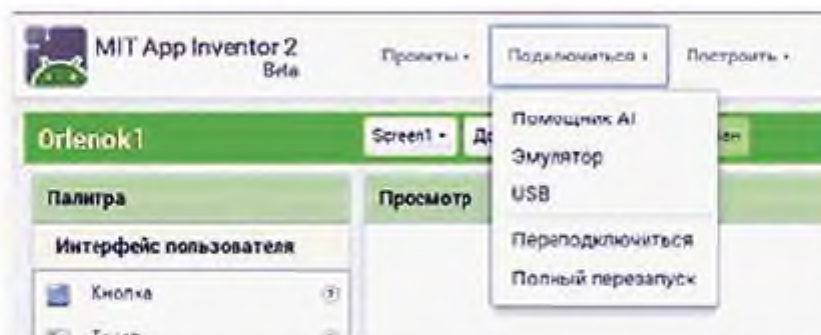 MIT App Inventor 2
Beta
Проекты
Подключиться
Построить
Помощник AI
Эмулятор
USB
Переподключиться
Полный перезапуск
Orlenok1
Screen1
Палитра
Просмотр
Интерфейс пользователя
Кнопка